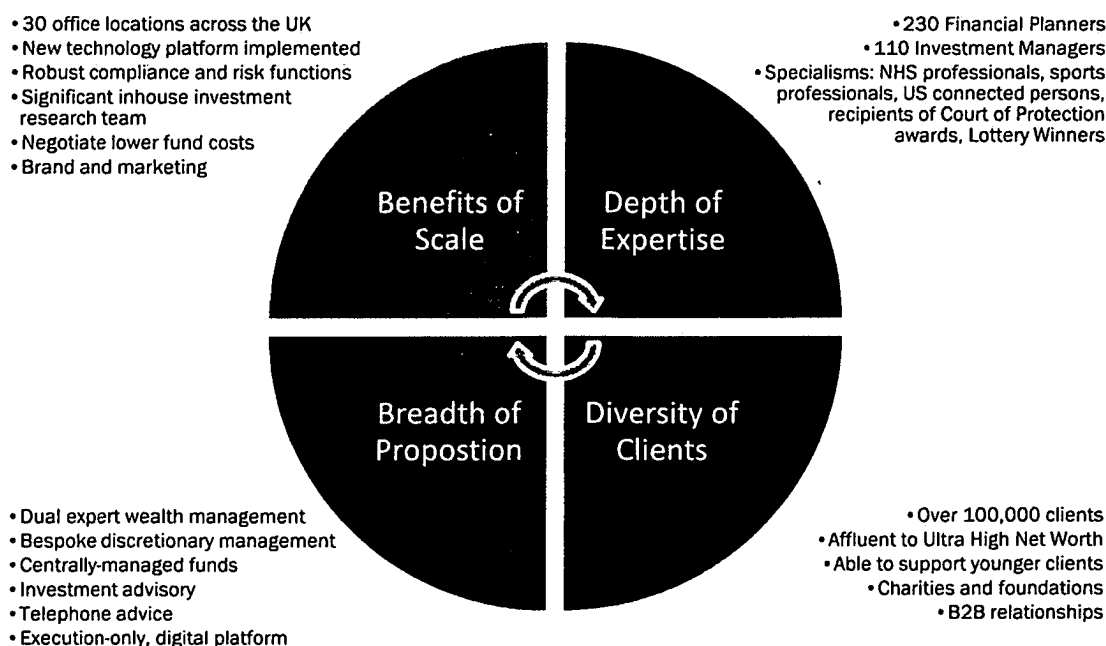 • 30 office locations across the UK
• New technology platform implemented
• Robust compliance and risk functions
• Significant inhouse investment
research team
• Negotiate lower fund costs
• Brand and marketing
• 230 Financial Planners
• 110 Investment Managers
• Specialisms: NHS professionals, sports
professionals, US connected persons,
recipients of Court of Protection
awards, Lottery Winners
Benefits of
Scale
Depth of
Expertise
Breadth of
Propostion
Diversity of
Clients
• Dual expert wealth management
• Bespoke discretionary management
• Centrally-managed funds
• Investment advisory
• Telephone advice
• Execution-only, digital platform
• Over 100,000 clients
• Affluent to Ultra High Net Worth
• Able to support younger clients
• Charities and foundations
• B2B relationships